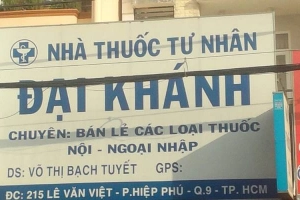 NHÀ THUỐC TƯ NHÂN
ĐẠI KHÁNH
CHUYÊN: BÁN LẺ CÁC LOẠI THUỐC
NỘI - NGOẠI NHẬP
DS: VÕ THỊ BẠCH TUYẾT GPS:
ĐC: 215 LÊ VĂN VIỆT - P.HIỆP PHÚ - Q.9 - TP. HCM